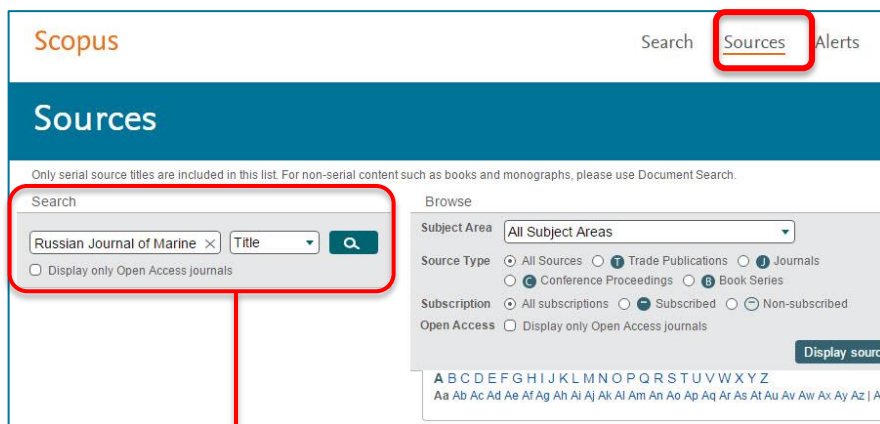 Scopus
Search Sources Alerts
Sources
Only serial source titles are included in this list. For non-serial content such as books and monographs, please use Document Search.
Search
Russian Journal of Marine × Title
Display only Open Access journals
Browse
Subject Area All Subject Areas
Source Type All Sources T Trade Publications J Journals
C Conference Proceedings B Book Series
Subscription All subscriptions Subscribed Non-subscribed
Open Access Display only Open Access journals
Display sourc
A B C D E F G H I J K L M N O P Q R S T U V W X Y Z
Aa Ab Ac Ad Ae Af Ag Ah Ai Aj Ak Al Am An Ao Ap Aq Ar As At Au Av Aw Ax Ay Az | A